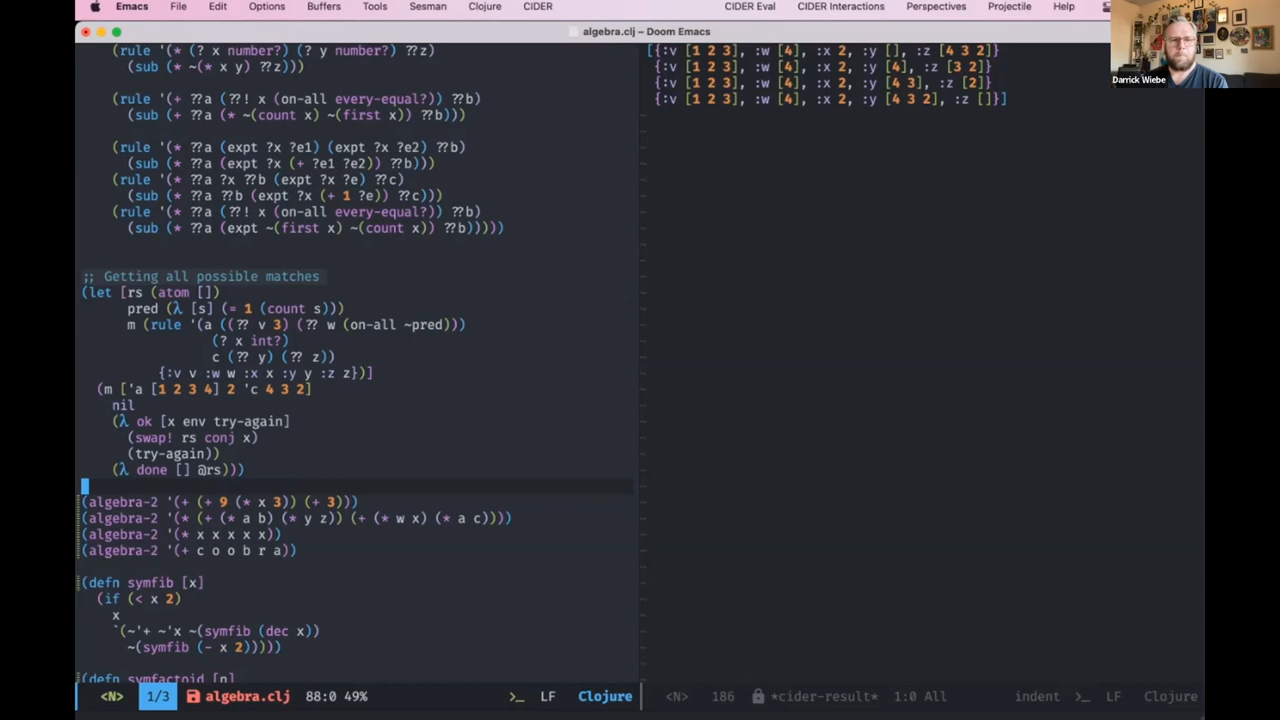 Emacs File Edit Options Buffers Tools Sesman Clojure CIDER CIDER Eval CIDER Interactions Perspectives Projectile Help
algebra.clj – Doom Emacs
Darrick Wiebe
(rule '(* (? x number?) (? y number?) ??z)
(sub (* ~(* x y) ??z)))
(rule '(+ ??a (??! x (on-all every-equal?)) ??b)
(sub (+ ??a (* ~(count x) ~(first x)) ??b)))
(rule '(* ??a (expt ?x ?e1) (expt ?x ?e2) ??b)
(sub (* ??a (expt ?x (+ ?e1 ?e2)) ??b)))
(rule '(* ??a ?x ??b (expt ?x ?e) ??c)
(sub (* ??a ??b (expt ?x (+ 1 ?e)) ??c)))
(rule '(* ??a (??! x (on-all every-equal?)) ??b)
(sub (* ??a (expt ~(first x) ~(count x)) ??b)))))
;; Getting all possible matches
(let [rs (atom [])
pred (λ [s] (= 1 (count s)))
m (rule '(a ((?? v 3) (?? w (on-all ~pred)))
(? x int?)
c (?? y) (?? z))
{:v v :w w :x x :y y :z z})]
(m ['a [1 2 3 4] 2 'c 4 3 2]
nil
(λ ok [x env try-again]
(swap! rs conj x)
(try-again))
(λ done [] @rs)))
(algebra-2 '(+ (+ 9 (* x 3)) (+ 3)))
(algebra-2 '(* (+ (* a b) (* y z)) (+ (* w x) (* a c))))
(algebra-2 '(* x x x x x))
(algebra-2 '(+ c o o b r a))
(defn symfib [x]
(if (< x 2)
x
`(~'+ ~'x ~(symfib (dec x))
~(symfib (- x 2)))))
(defn symfactoid [n]
<N> 1/3 algebra.clj 88:0 49% >_ LF Clojure
[{:v [1 2 3], :w [4], :x 2, :y [], :z [4 3 2]}
{:v [1 2 3], :w [4], :x 2, :y [4], :z [3 2]}
{:v [1 2 3], :w [4], :x 2, :y [4 3], :z [2]}
{:v [1 2 3], :w [4], :x 2, :y [4 3 2], :z []}]
<N> 186 *cider-result* 1:0 All indent >_ LF Clojure